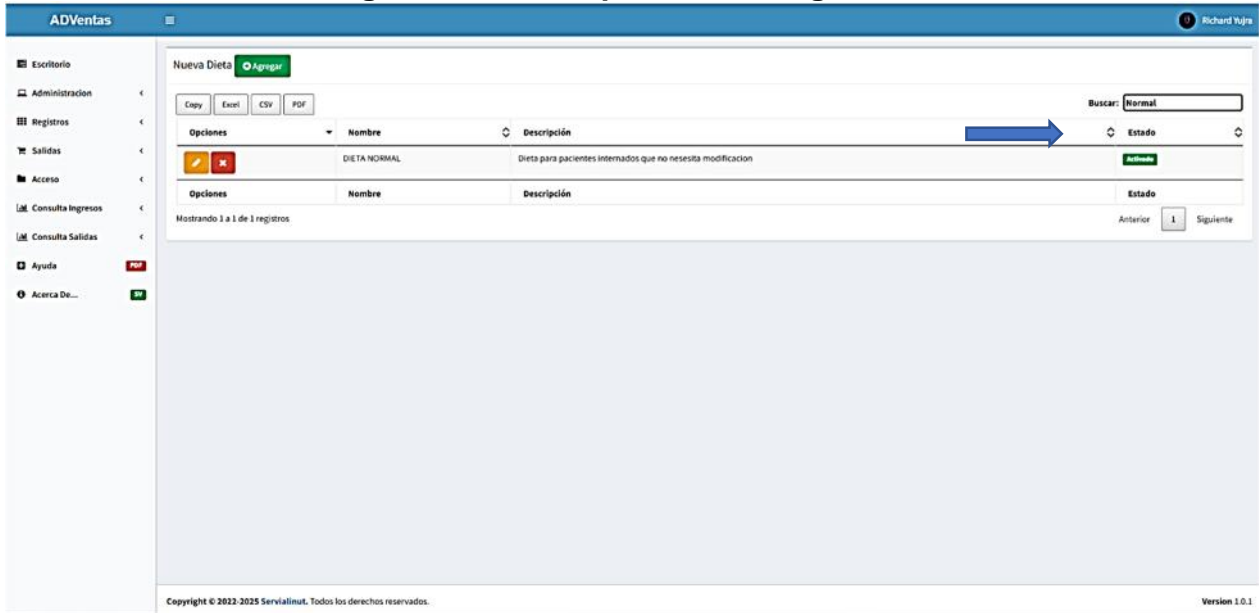 ADVentas
Richard Yujra
Escritorio
Administracion
Registros
Salidas
Acceso
Consulta Ingresos
Consulta Salidas
Ayuda PDF
Acerca De... SV
Nueva Dieta Agregar
Copy Excel CSV PDF
Buscar: Normal
Opciones Nombre Descripción Estado
DIETA NORMAL Dieta para pacientes internados que no nesesita modificacion Activado
Opciones Nombre Descripción Estado
Mostrando 1 a 1 de 1 registros
Anterior 1 Siguiente
Copyright © 2022-2025 Servialinut. Todos los derechos reservados.
Version 1.0.1